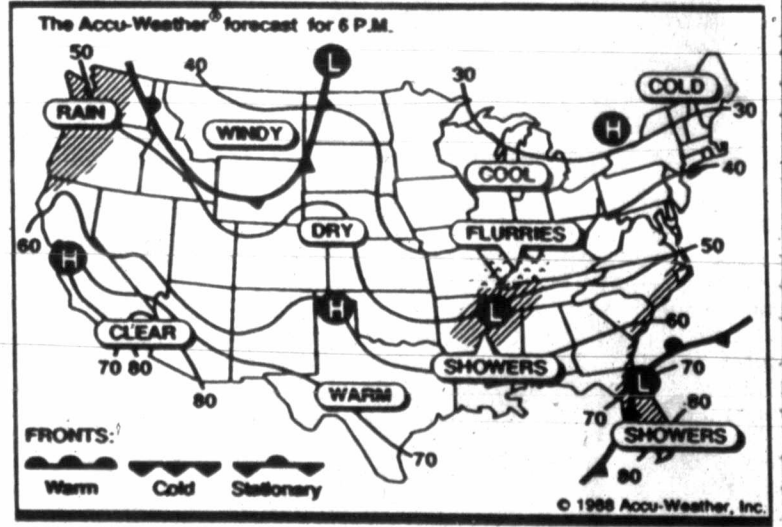 The Accu-Weather® forecast for 6 P.M.
50
40
L
30
COLD
RAIN
WINDY
H
30
COOL
40
DRY
FLURRIES
60
H
50
H
L
CLEAR
60
SHOWERS
70 80
L
70
80
WARM
70
80
SHOWERS
FRONTS:
70
80
Warm
Cold
Stationary
© 1988 Accu-Weather, Inc.